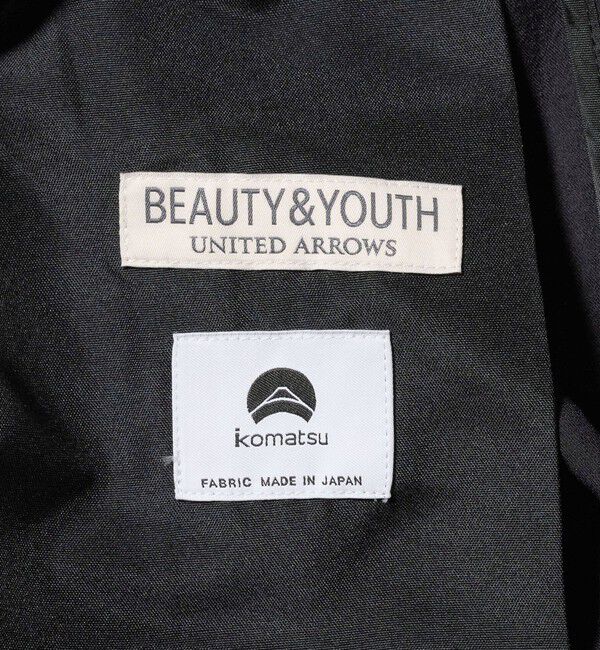 BEAUTY&YOUTH
UNITED ARROWS
komatsu
FABRIC MADE IN JAPAN